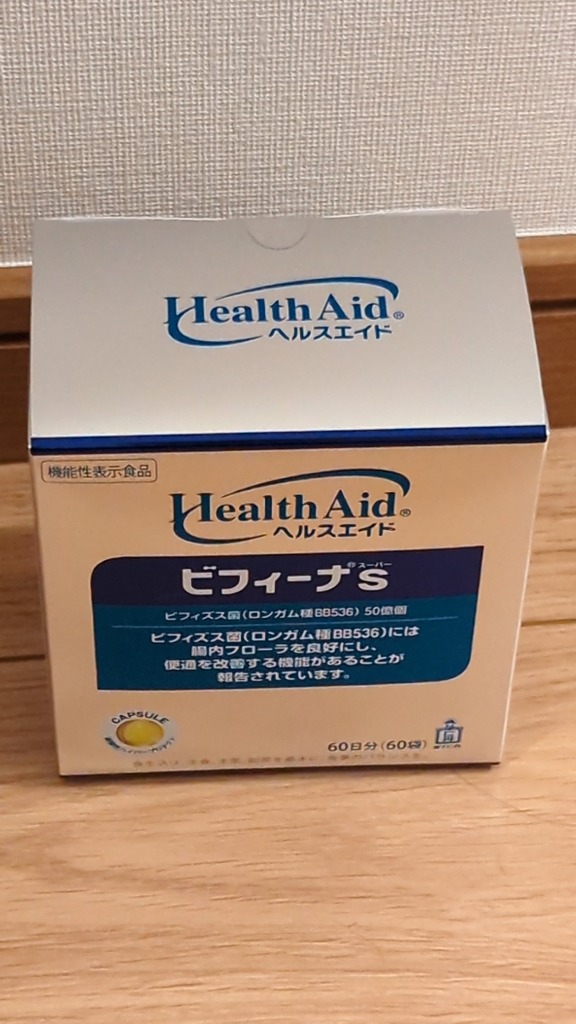 Health Aid®
ヘルスエイド
機能性表示食品
Health Aid®
ヘルスエイド
スーパー
ビフィーナ®S
ビフィズス菌(ロンガム種BB536) 50億個
ビフィズス菌(ロンガム種BB536)には
腸内フローラを良好にし、
便通を改善する機能があることが
報告されています。
CAPSULE
60日分(60袋)